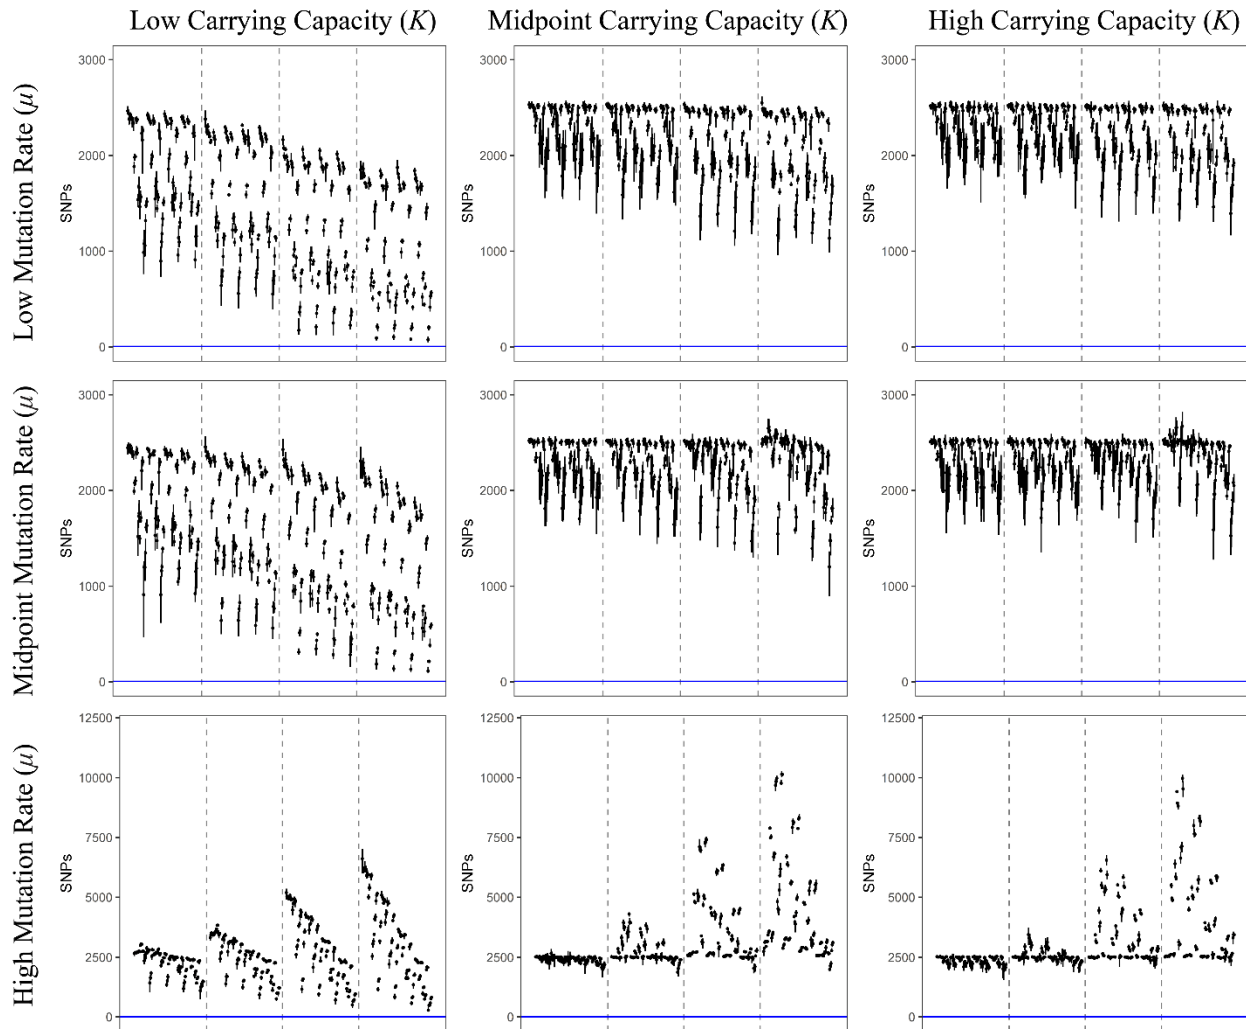 Low Carrying Capacity (K)
Midpoint Carrying Capacity (K)
High Carrying Capacity (K)
Low Mutation Rate (μ)
SNPs
3000
2000
1000
0
SNPs
3000
2000
1000
0
SNPs
3000
2000
1000
0
Midpoint Mutation Rate (μ)
SNPs
3000
2000
1000
0
SNPs
3000
2000
1000
0
SNPs
3000
2000
1000
0
High Mutation Rate (μ)
SNPs
12500
10000
7500
5000
2500
0
SNPs
12500
10000
7500
5000
2500
0
SNPs
12500
10000
7500
5000
2500
0